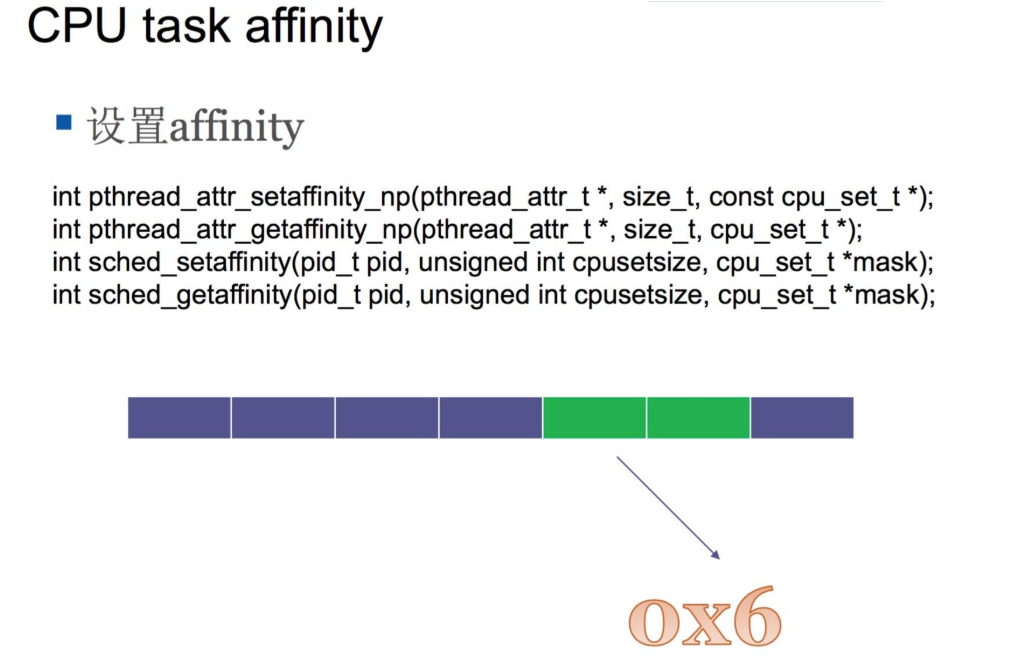 CPU task affinity
设置affinity
int pthread_attr_setaffinity_np(pthread_attr_t *, size_t, const cpu_set_t *);
int pthread_attr_getaffinity_np(pthread_attr_t *, size_t, cpu_set_t *);
int sched_setaffinity(pid_t pid, unsigned int cpusetsize, cpu_set_t *mask);
int sched_getaffinity(pid_t pid, unsigned int cpusetsize, cpu_set_t *mask);
0x6